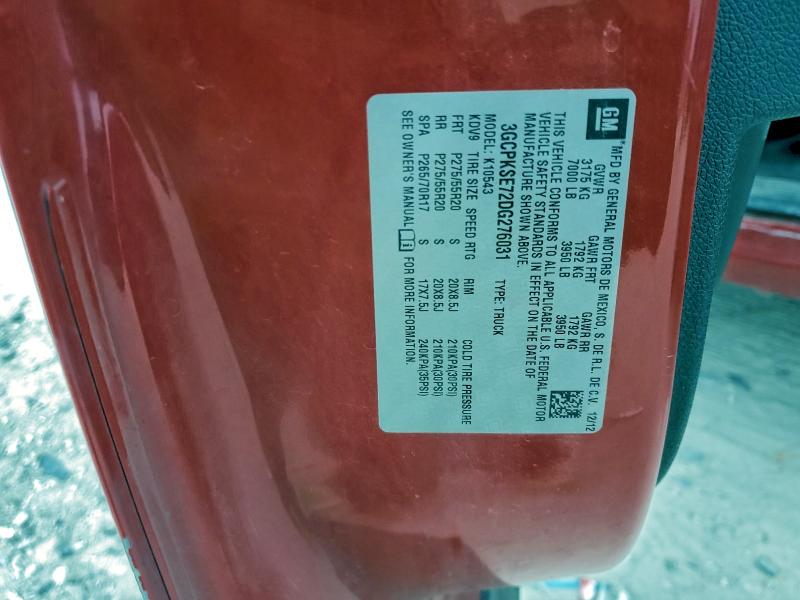 GM ® MFD BY GENERAL MOTORS DE MEXICO, S. DE R.L. DE C.V. 12/12
GVWR GAWR FRT GAWR RR
3175 KG 1792 KG 1792 KG
7000 LB 3950 LB 3950 LB
THIS VEHICLE CONFORMS TO ALL APPLICABLE U.S. FEDERAL MOTOR
VEHICLE SAFETY STANDARDS IN EFFECT ON THE DATE OF
MANUFACTURE SHOWN ABOVE.
3GCPKSE72DG276031 TYPE: TRUCK
MODEL: K10543
KDV9 TIRE SIZE SPEED RTG RIM COLD TIRE PRESSURE
FRT P275/55R20 S 20X8.5J 210KPA(30PSI)
RR P275/55R20 S 20X8.5J 210KPA(30PSI)
SPA P265/70R17 S 17X7.5J 240KPA(35PSI)
SEE OWNER'S MANUAL FOR MORE INFORMATION.